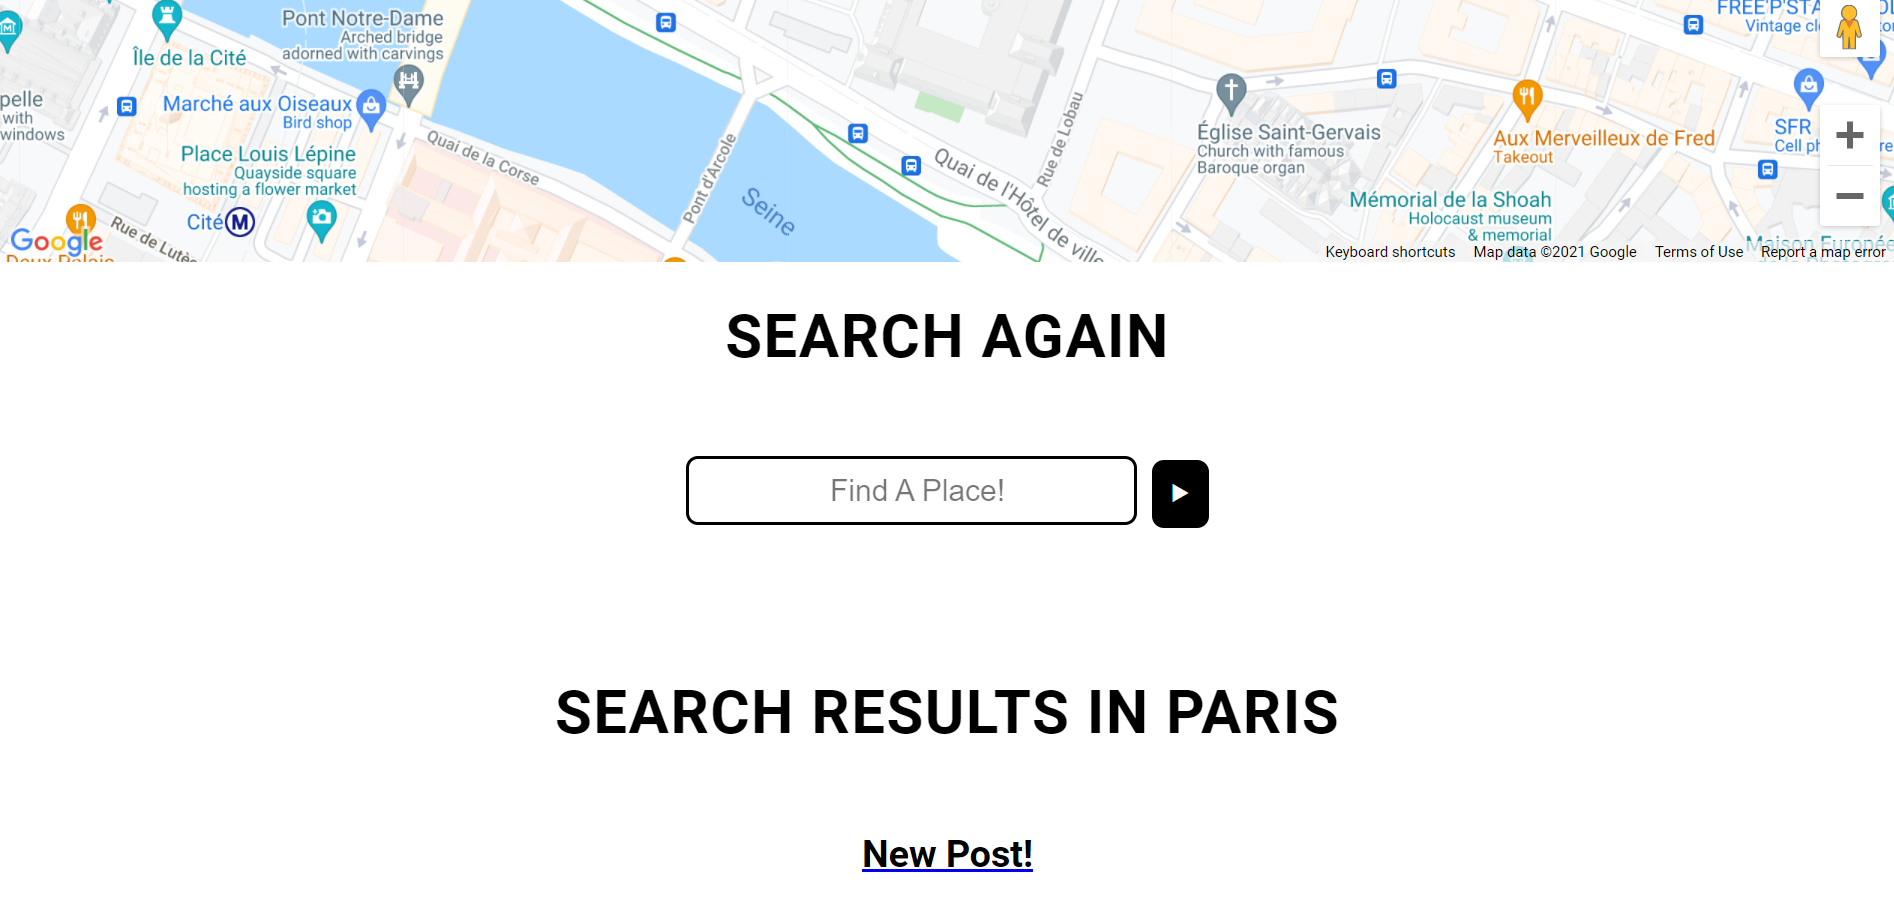 Pont Notre-Dame
Arched bridge
adorned with carvings
Île de la Cité
FREE'P'STA
Vintage cl
pelle
with
windows
Marché aux Oiseaux
Bird shop
Place Louis Lépine
Quayside square
hosting a flower market
Cité M
Quai de la Corse
Pont d'Arcole
Seine
Quai de l'Hôtel de ville
Rue de Lobau
Église Saint-Gervais
Church with famous
Baroque organ
Aux Merveilleux de Fred
Takeout
SFR
Cell ph
Mémorial de la Shoah
Holocaust museum
& memorial
Maison Europée
Rue de Lutèc
Google
Deux Palais
Keyboard shortcuts Map data ©2021 Google Terms of Use Report a map error
SEARCH AGAIN
Find A Place!
SEARCH RESULTS IN PARIS
New Post!